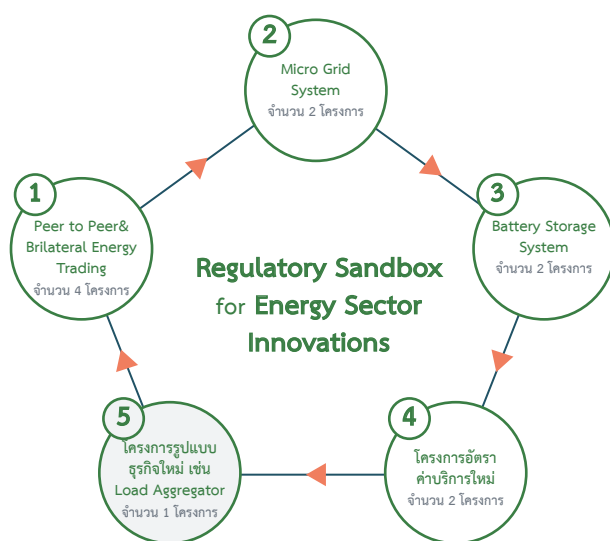 1
Peer to Peer&
Brilateral Energy
Trading
จำนวน 4 โครงการ
2
Micro Grid
System
จำนวน 2 โครงการ
3
Battery Storage
System
จำนวน 2 โครงการ
Regulatory Sandbox
for Energy Sector
Innovations
4
โครงการอัตรา
ค่าบริการใหม่
จำนวน 2 โครงการ
5
โครงการรูปแบบ
ธุรกิจใหม่ เช่น
Load Aggregator
จำนวน 1 โครงการ